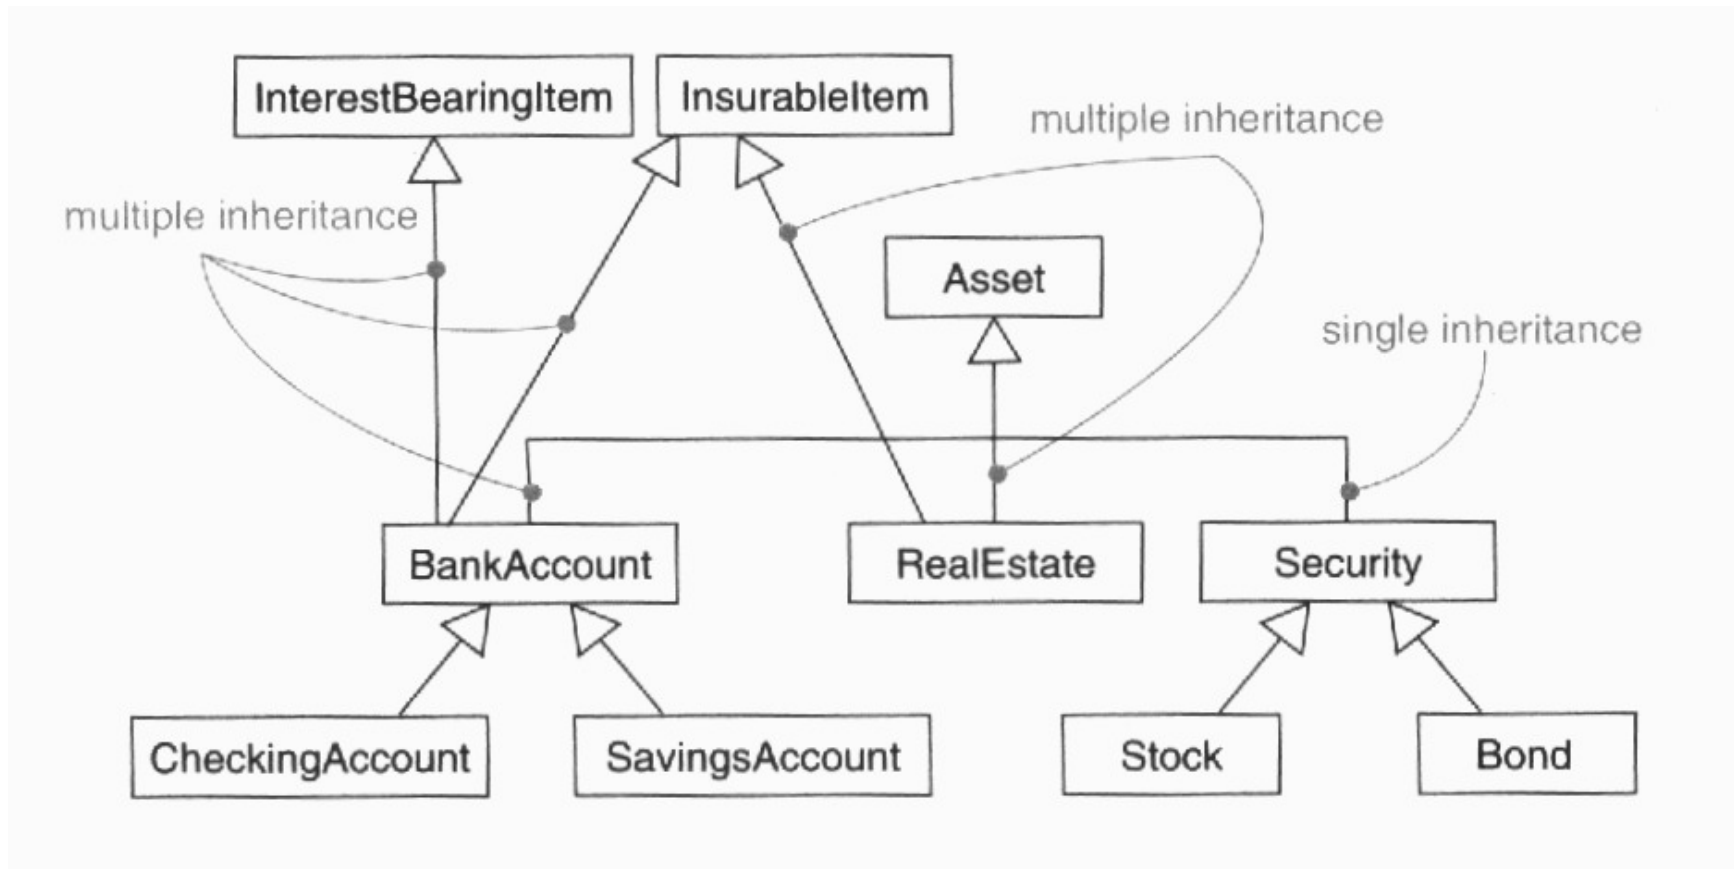 InterestBearingItem
InsurableItem
multiple inheritance
multiple inheritance
Asset
single inheritance
BankAccount
RealEstate
Security
CheckingAccount
SavingsAccount
Stock
Bond